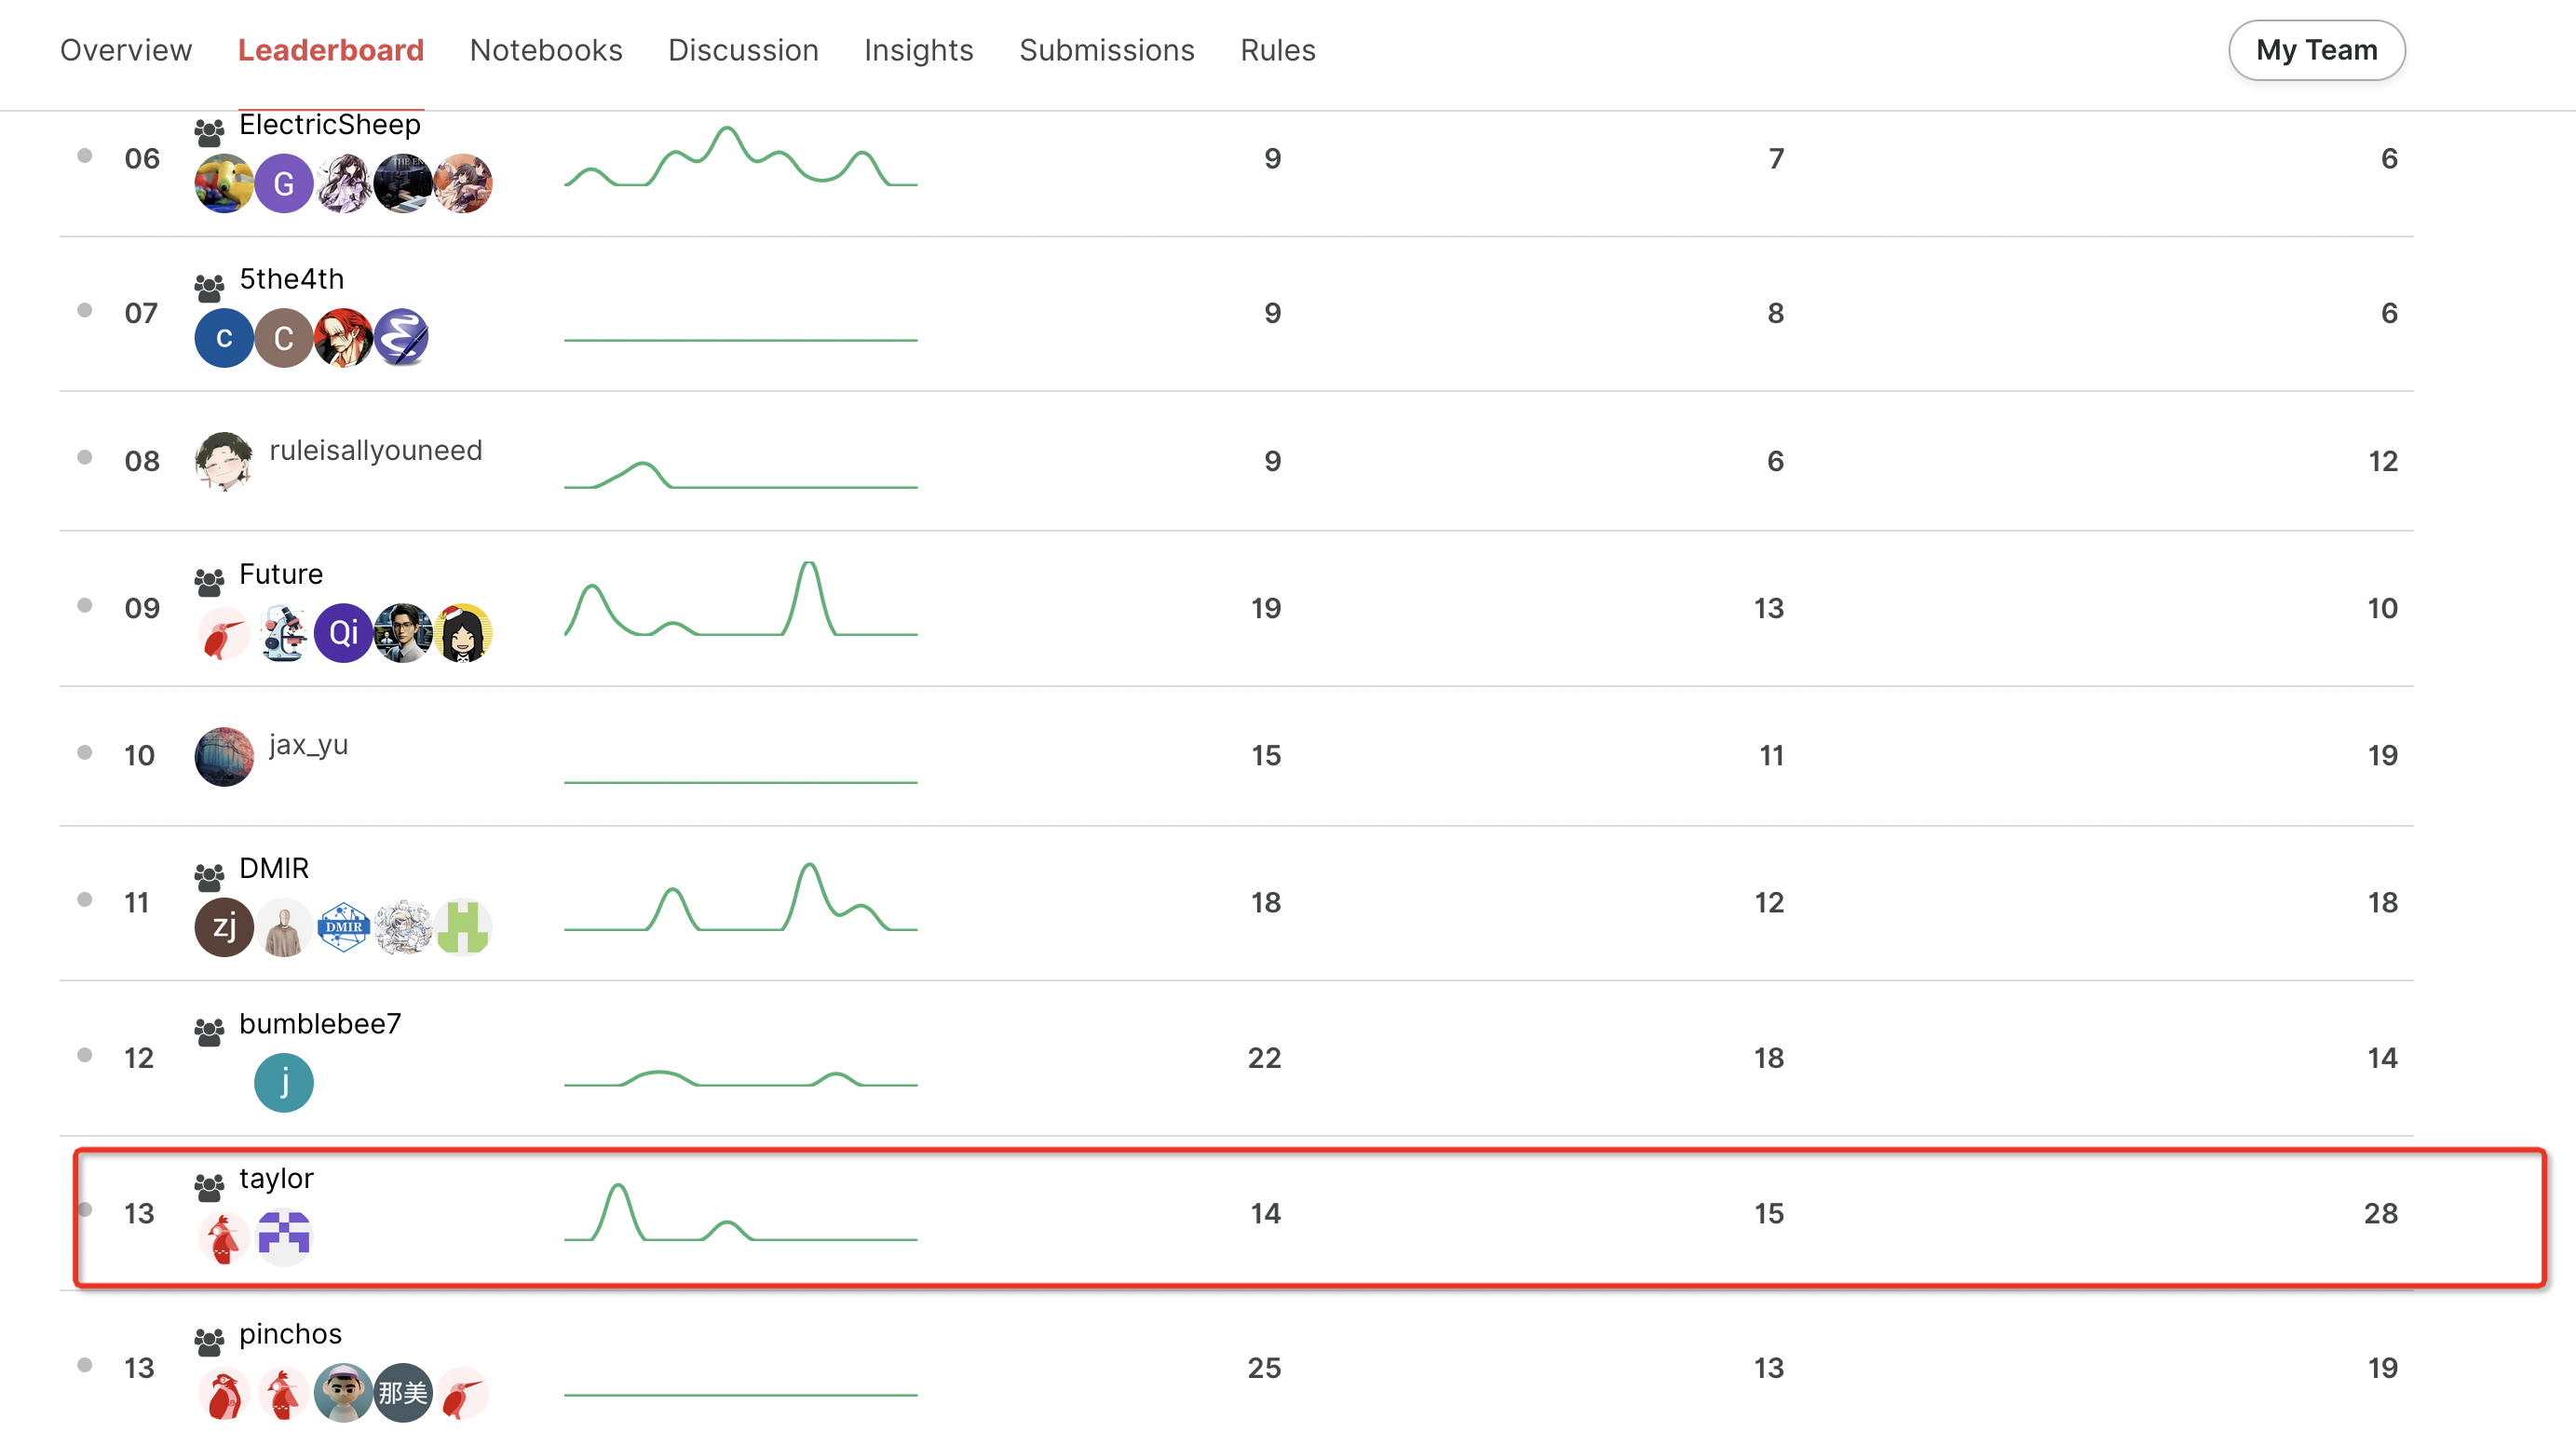 Overview Leaderboard Notebooks Discussion Insights Submissions Rules My Team
ElectricSheep
06 9 7 6
G THE EN
5the4th
07 9 8 6
c C
ruleisallyouneed
08 9 6 12
Future
09 19 13 10
Qi
jax_yu
10 15 11 19
DMIR
11 18 12 18
zj DMIR
bumblebee7
12 22 18 14
j
taylor
13 14 15 28
pinchos
13 25 13 19
那美